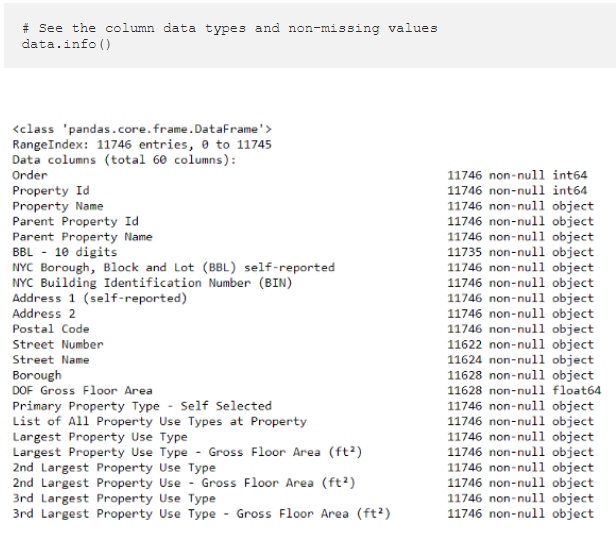 # See the column data types and non-missing values
data.info()
<class 'pandas.core.frame.DataFrame'>
RangeIndex: 11746 entries, 0 to 11745
Data columns (total 60 columns):
Order 11746 non-null int64
Property Id 11746 non-null int64
Property Name 11746 non-null object
Parent Property Id 11746 non-null object
Parent Property Name 11746 non-null object
BBL - 10 digits 11735 non-null object
NYC Borough, Block and Lot (BBL) self-reported 11746 non-null object
NYC Building Identification Number (BIN) 11746 non-null object
Address 1 (self-reported) 11746 non-null object
Address 2 11746 non-null object
Postal Code 11746 non-null object
Street Number 11622 non-null object
Street Name 11624 non-null object
Borough 11628 non-null object
DOF Gross Floor Area 11628 non-null float64
Primary Property Type - Self Selected 11746 non-null object
List of All Property Use Types at Property 11746 non-null object
Largest Property Use Type 11746 non-null object
Largest Property Use Type - Gross Floor Area (ft²) 11746 non-null object
2nd Largest Property Use Type 11746 non-null object
2nd Largest Property Use - Gross Floor Area (ft²) 11746 non-null object
3rd Largest Property Use Type 11746 non-null object
3rd Largest Property Use Type - Gross Floor Area (ft²) 11746 non-null object